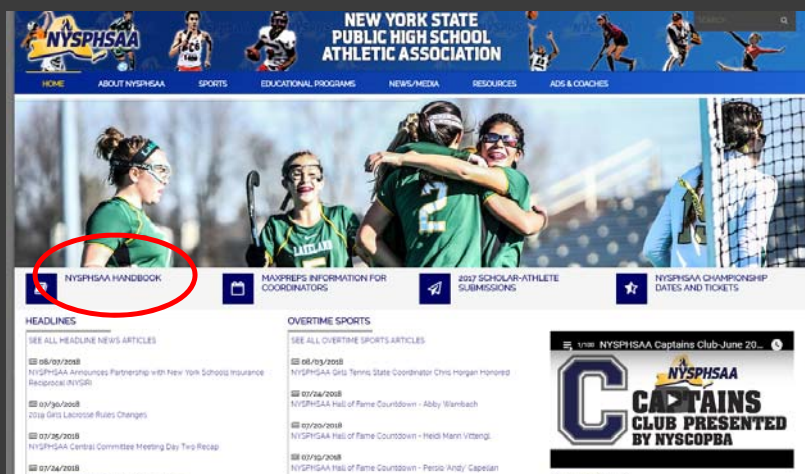 NYSPHSAA
NEW YORK STATE
PUBLIC HIGH SCHOOL
ATHLETIC ASSOCIATION
SEARCH
HOME ABOUT NYSPHSAA SPORTS EDUCATIONAL PROGRAMS NEWS/MEDIA RESOURCES ADS & COACHES
LAKELAND
2
NYSPHSAA HANDBOOK
MAXPREPS INFORMATION FOR
COORDINATORS
2017 SCHOLAR-ATHLETE
SUBMISSIONS
NYSPHSAA CHAMPIONSHIP
DATES AND TICKETS
HEADLINES
SEE ALL HEADLINE NEWS ARTICLES
08/07/2018
NYSPHSAA Announces Partnership with New York Schools Insurance
Reciprocal (NYSIR)
07/30/2018
2019 Girls Lacrosse Rules Changes
07/25/2018
NYSPHSAA Central Committee Meeting Day Two Recap
07/24/2018
OVERTIME SPORTS
SEE ALL OVERTIME SPORTS ARTICLES
08/03/2018
NYSPHSAA Girls Tennis State Coordinator Chris Horgan Honored
07/24/2018
NYSPHSAA Hall of Fame Countdown - Abby Wambach
07/20/2018
NYSPHSAA Hall of Fame Countdown - Heidi Mann Vittengl
07/19/2018
NYSPHSAA Hall of Fame Countdown - Persio 'Andy' Capellan
1/100 NYSPHSAA Captains Club-June 20...
NYSPHSAA
CAPTAINS
CLUB PRESENTED
BY NYSCOPBA